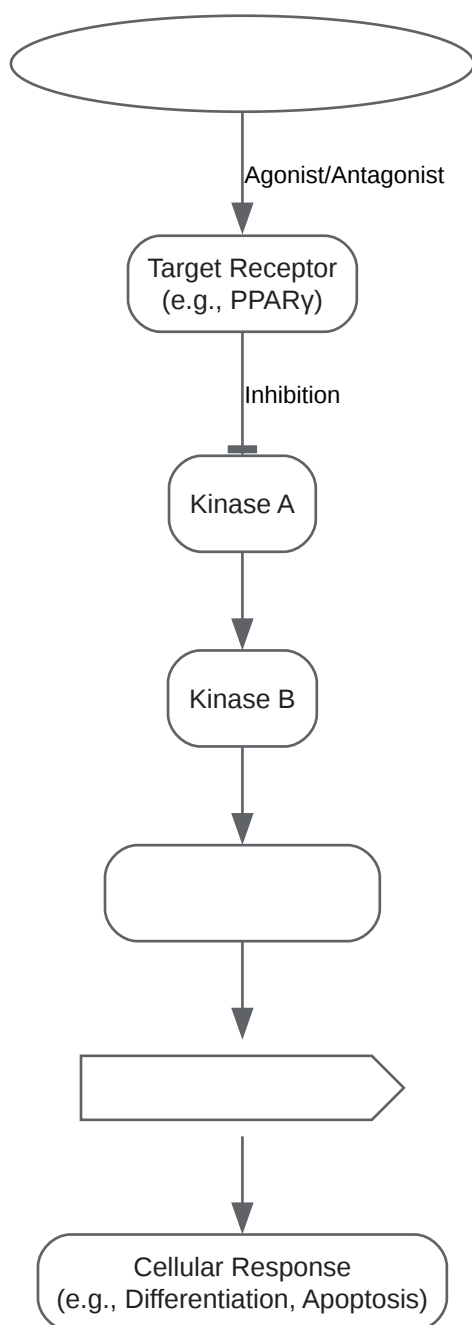 Agonist/Antagonist
Target Receptor
(e.g., PPARγ)
Inhibition
Kinase A
Kinase B
Cellular Response
(e.g., Differentiation, Apoptosis)